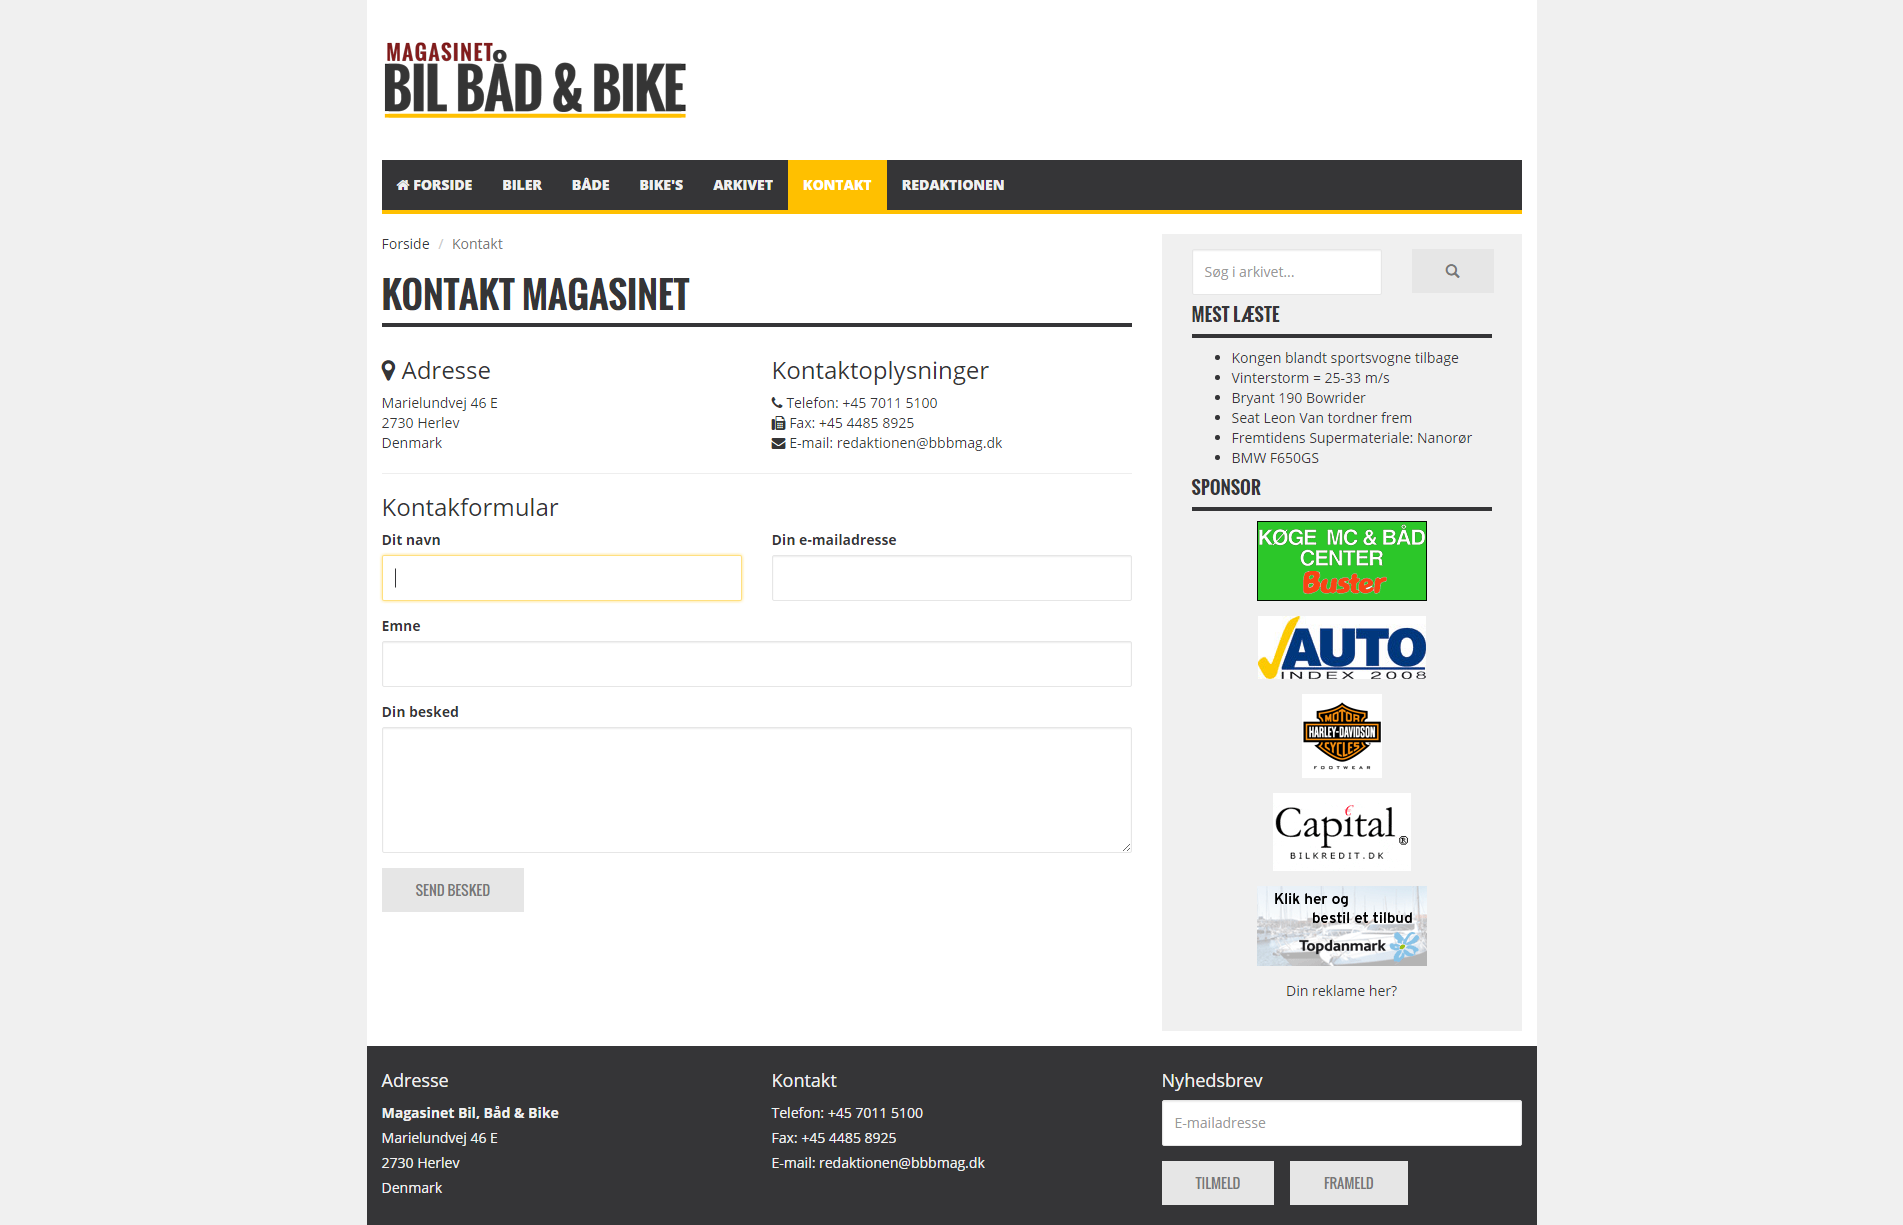 MAGASINET
BIL BÅD & BIKE
FORSIDE BILER BÅDE BIKE'S ARKIVET KONTAKT REDAKTIONEN
Forside / Kontakt
KONTAKT MAGASINET
Adresse
Marielundvej 46 E
2730 Herlev
Denmark
Kontaktoplysninger
Telefon: +45 7011 5100
Fax: +45 4485 8925
E-mail: redaktionen@bbbmag.dk
Kontakformular
Dit navn
Din e-mailadresse
Emne
Din besked
SEND BESKED
Søg i arkivet...
MEST LÆSTE
Kongen blandt sportsvogne tilbage
Vinterstorm = 25-33 m/s
Bryant 190 Bowrider
Seat Leon Van tordner frem
Fremtidens Supermateriale: Nanorør
BMW F650GS
SPONSOR
KØGE MC & BÅD
CENTER
Buster
AUTO
INDEX 2008
MOTOR
HARLEY-DAVIDSON
CYCLES
FOOTWEAR
Capital ®
BILKREDIT.DK
Klik her og
bestil et tilbud
Topdanmark
Din reklame her?
Adresse
Magasinet Bil, Båd & Bike
Marielundvej 46 E
2730 Herlev
Denmark
Kontakt
Telefon: +45 7011 5100
Fax: +45 4485 8925
E-mail: redaktionen@bbbmag.dk
Nyhedsbrev
E-mailadresse
TILMELD FRAMELD